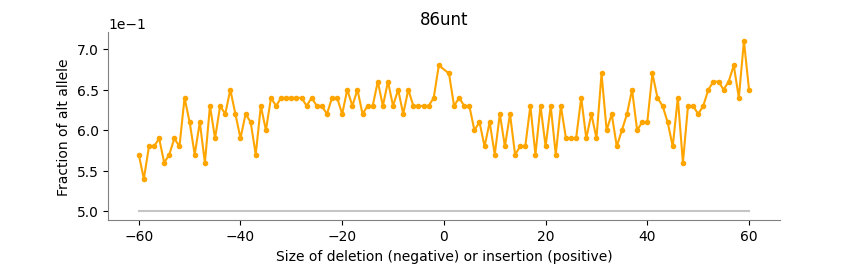 86unt
1e−1
7.0
6.5
6.0
5.5
5.0
Fraction of alt allele
−60 −40 −20 0 20 40 60
Size of deletion (negative) or insertion (positive)